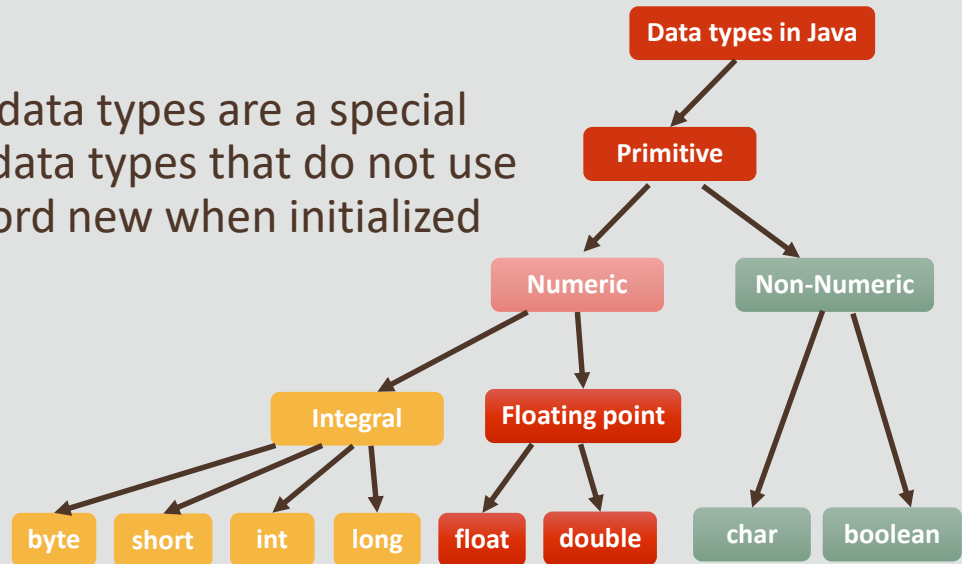 data types are a special
data types that do not use
ord new when initialized
Data types in Java
Primitive
Numeric
Non-Numeric
Integral
Floating point
byte
short
int
long
float
double
char
boolean